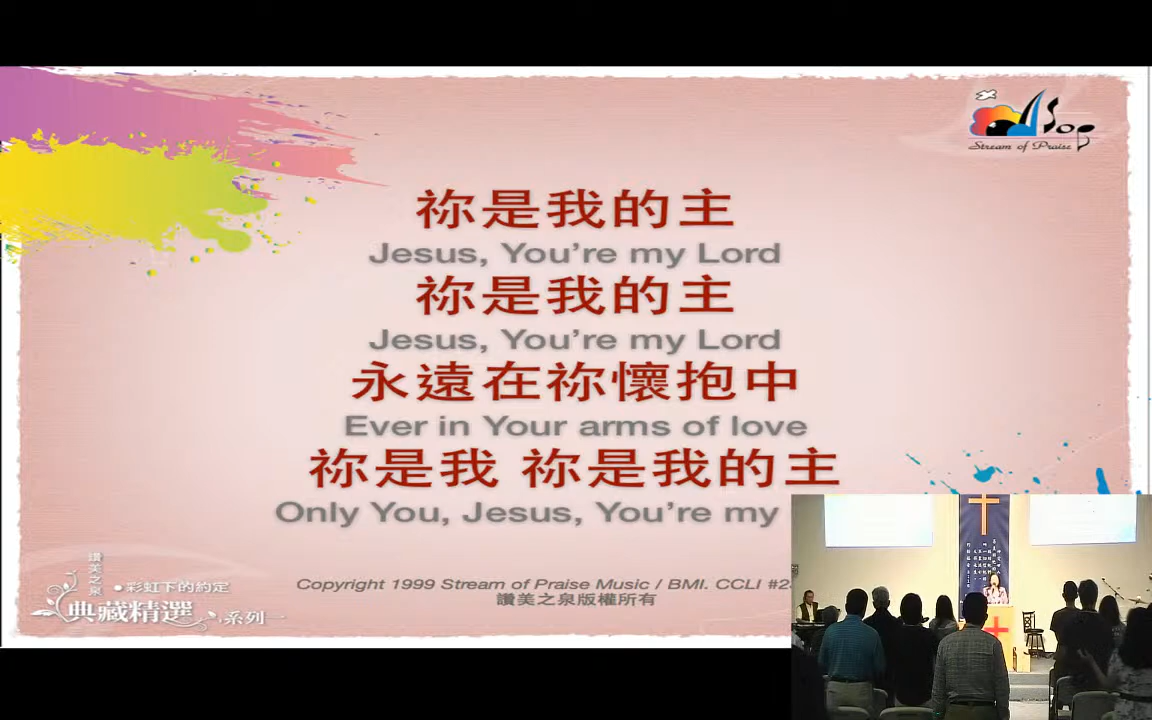 Sop
Stream of Praise
祢是我的主
Jesus, You're my Lord
祢是我的主
Jesus, You're my Lord
永遠在祢懷抱中
Ever in Your arms of love
祢是我 祢是我的主
Only You, Jesus, You're my
Copyright 1999 Stream of Praise Music / BMI. CCLI #2
讚美之泉版權所有
讚美之泉
•彩虹下的約定
典藏精選 系列一